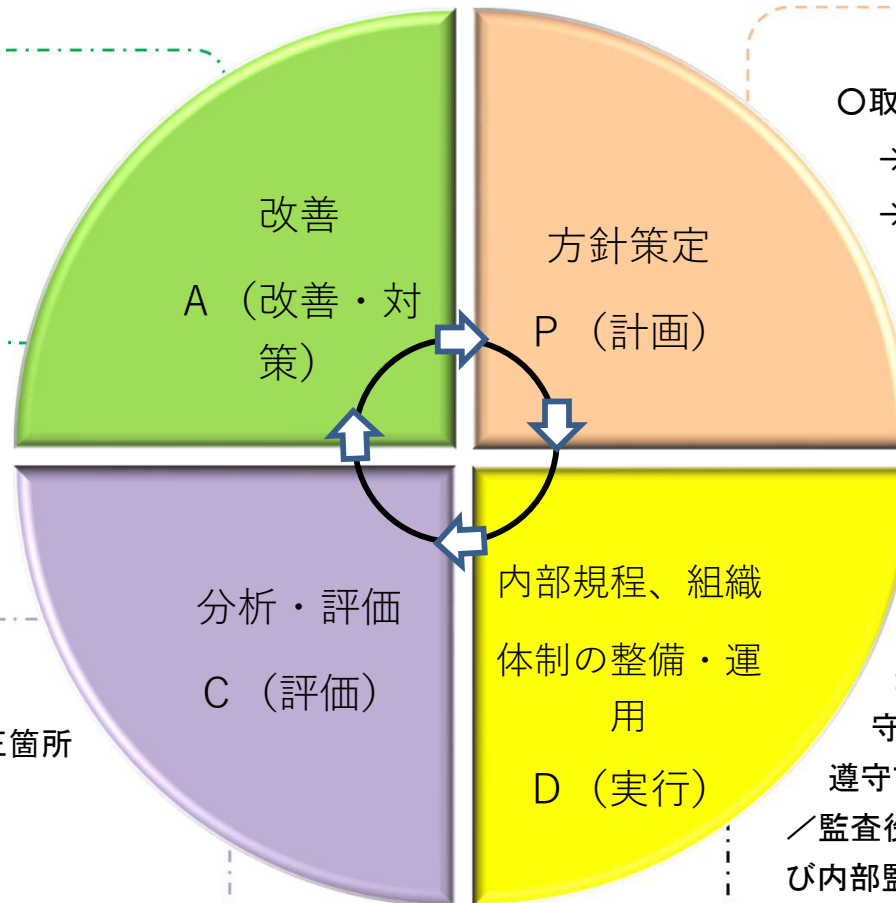 改善
A （改善・対
策）
方針策定
P （計画）
〇取
→
→
分析・評価
C （評価）
内部規程、組織
体制の整備・運
用
D （実行）
箇所
守
遵守
／監査役
び内部監